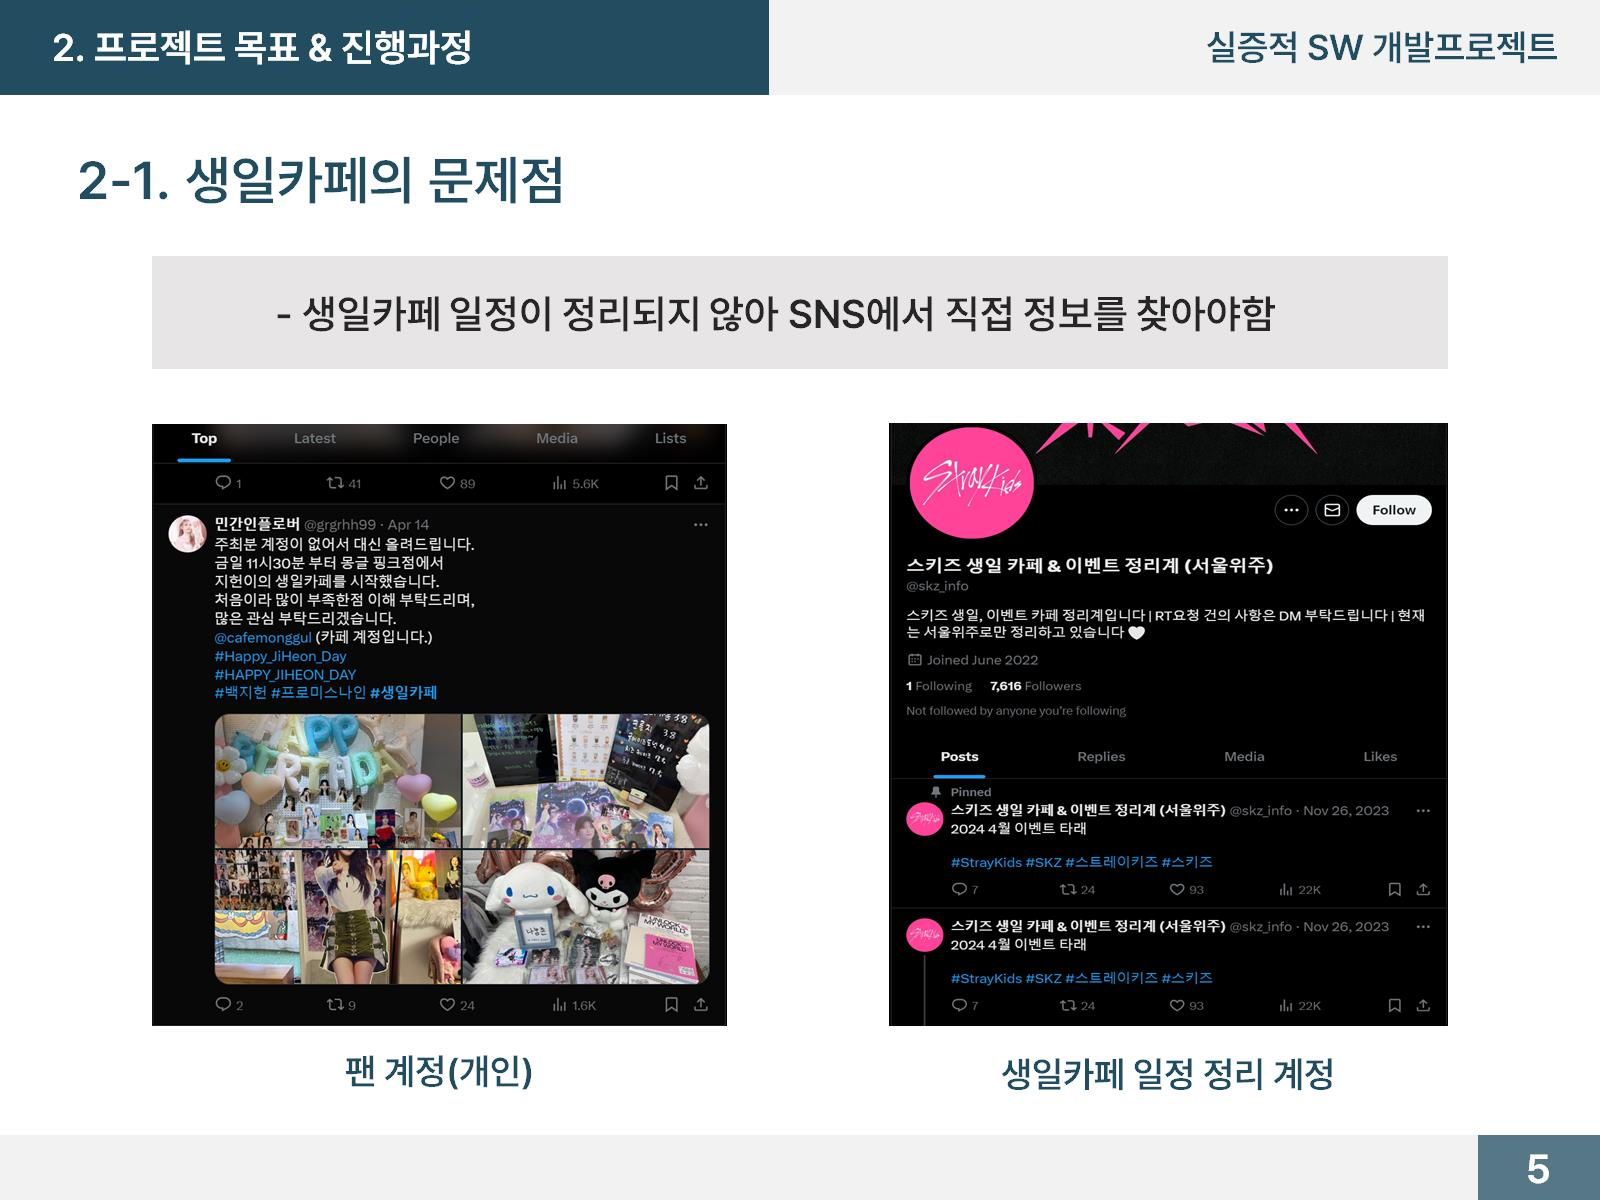 2. 프로젝트 목표 & 진행과정
실증적 SW 개발프로젝트
2-1. 생일카페의 문제점
- 생일카페 일정이 정리되지 않아 SNS에서 직접 정보를 찾아야함
Top Latest People Media Lists
1 41 89 5.6K
민간인플로버 @grgrhh99 · Apr 14
주최분 계정이 없어서 대신 올려드립니다.
금일 11시30분 부터 몽글 핑크점에서
지헌이의 생일카페를 시작했습니다.
처음이라 많이 부족한점 이해 부탁드리며,
많은 관심 부탁드리겠습니다.
@cafemonggul (카페 계정입니다.)
#Happy_JiHeon_Day
#HAPPY_JIHEON_DAY
#백지헌 #프로미스나인 #생일카페
UNLOCK
MY WORLD
2 9 24 1.6K
팬 계정(개인)
StrayKids
Follow
스키즈 생일 카페 & 이벤트 정리계 (서울위주)
@skz_info
스키즈 생일, 이벤트 카페 정리계입니다 | RT요청 건의 사항은 DM 부탁드립니다 | 현재
는 서울위주로만 정리하고 있습니다 🤍
Joined June 2022
1 Following 7,616 Followers
Not followed by anyone you're following
Posts Replies Media Likes
Pinned
스키즈 생일 카페 & 이벤트 정리계 (서울위주) @skz_info · Nov 26, 2023
2024 4월 이벤트 타래
#StrayKids #SKZ #스트레이키즈 #스키즈
7 24 93 22K
스키즈 생일 카페 & 이벤트 정리계 (서울위주) @skz_info · Nov 26, 2023
2024 4월 이벤트 타래
#StrayKids #SKZ #스트레이키즈 #스키즈
7 24 93 22K
생일카페 일정 정리 계정
5